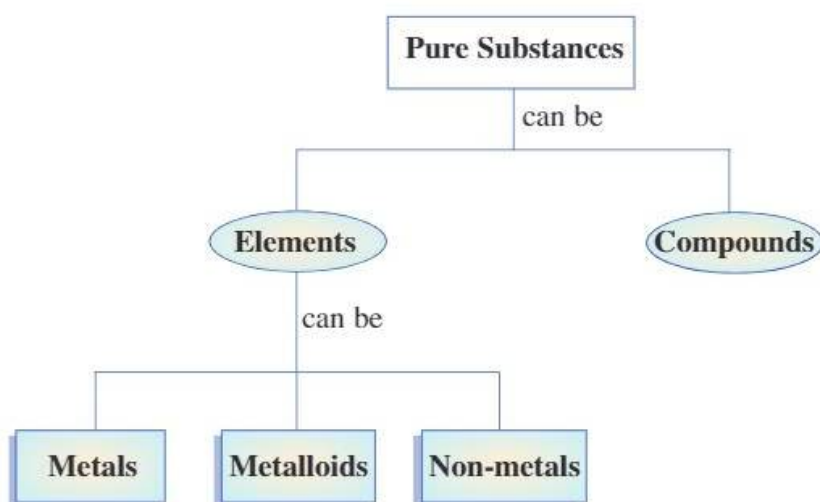 Pure Substances
can be
Elements
Compounds
can be
Metals
Metalloids
Non-metals